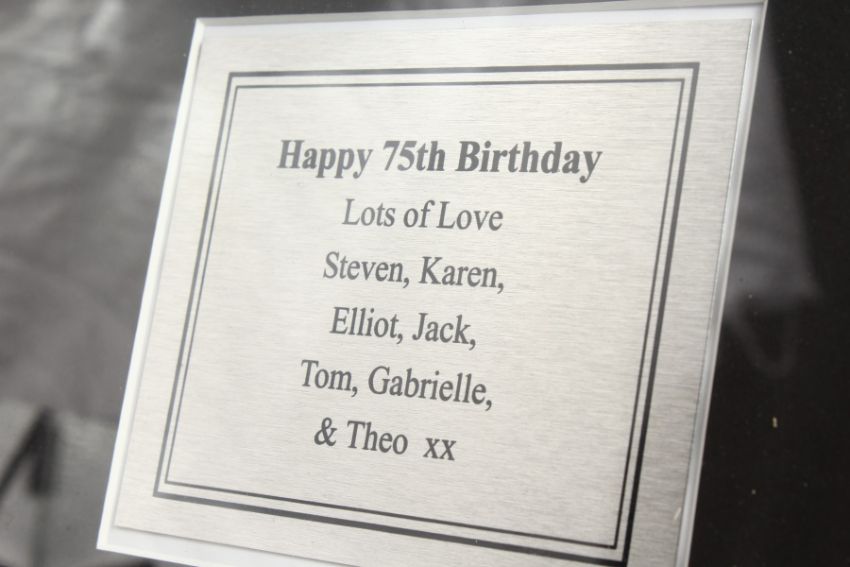 Happy 75th Birthday
Lots of Love
Steven, Karen,
Elliot, Jack,
Tom, Gabrielle,
& Theo xx